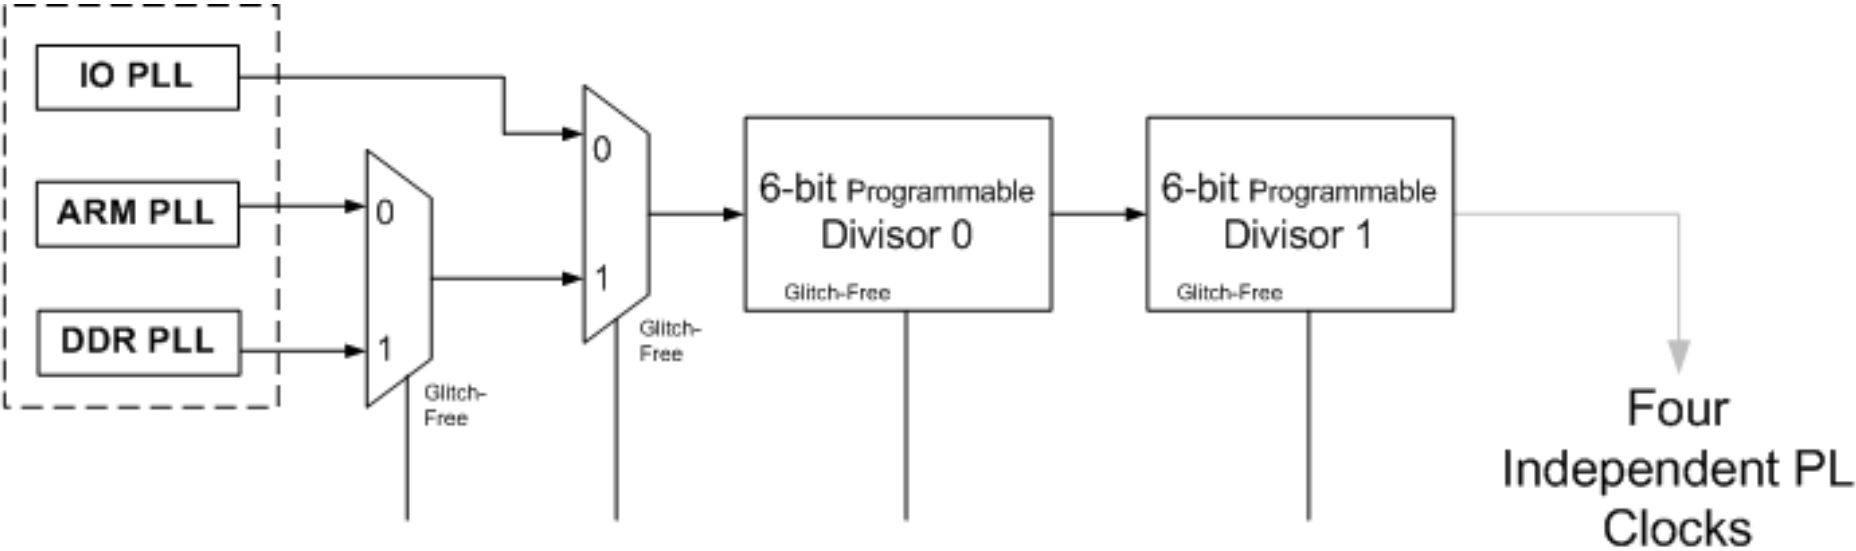 IO PLL
ARM PLL
DDR PLL
0
1
Glitch-
Free
0
1
Glitch-
Free
6-bit Programmable
Divisor 0
Glitch-Free
6-bit Programmable
Divisor 1
Glitch-Free
Four
Independent PL
Clocks